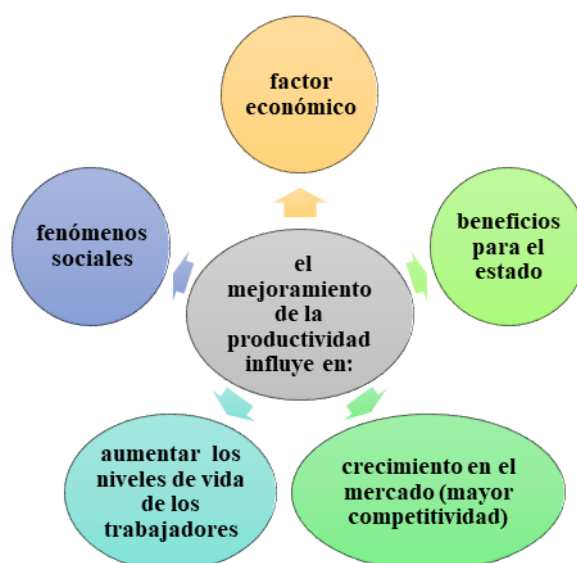 factor
económico
fenómenos
sociales
beneficios
para el
estado
el
mejoramiento
de la
productividad
influye en:
aumentar los
niveles de vida
de los
trabajadores
crecimiento en el
mercado (mayor
competitividad)